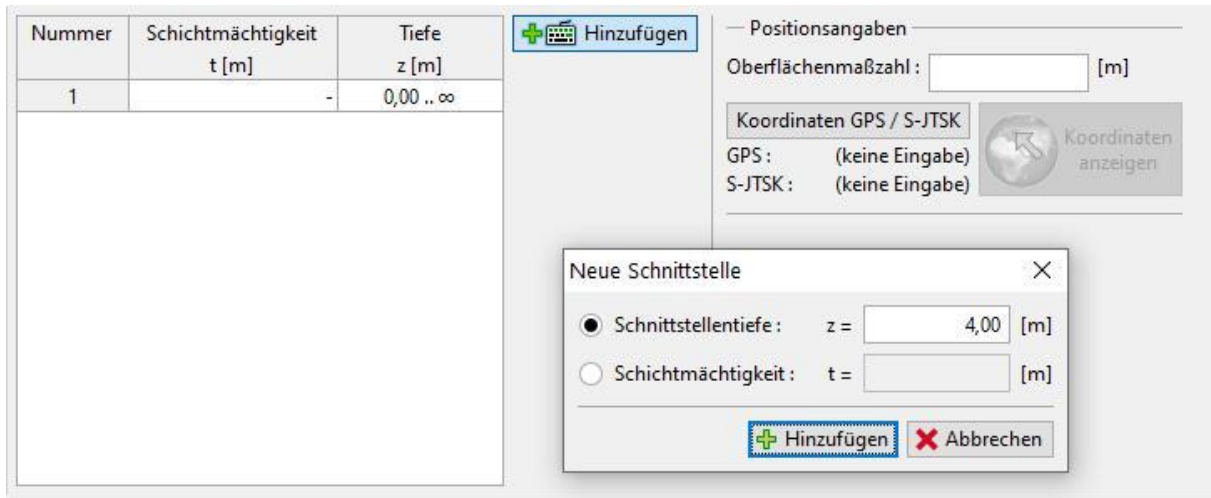 Nummer Schichtmächtigkeit Tiefe
t [m] z [m]
1 - 0,00 .. ∞
Hinzufügen
Positionsangaben
Oberflächenmaßzahl : [m]
Koordinaten GPS / S-JTSK
GPS : (keine Eingabe)
S-JTSK : (keine Eingabe)
Koordinaten
anzeigen
Neue Schnittstelle
Schnittstellentiefe : z = 4,00 [m]
Schichtmächtigkeit : t = [m]
Hinzufügen Abbrechen